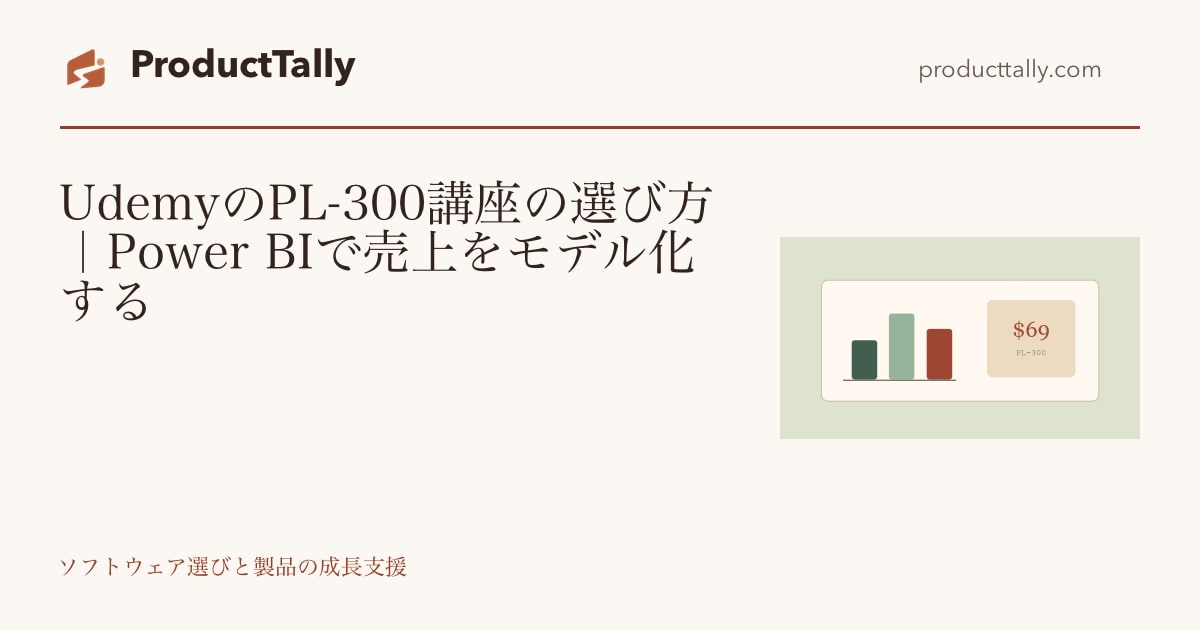 ProductTally
producttally.com
UdemyのPL-300講座の選び方
｜Power BIで売上をモデル化
する
$69
PL-300
ソフトウェア選びと製品の成長支援